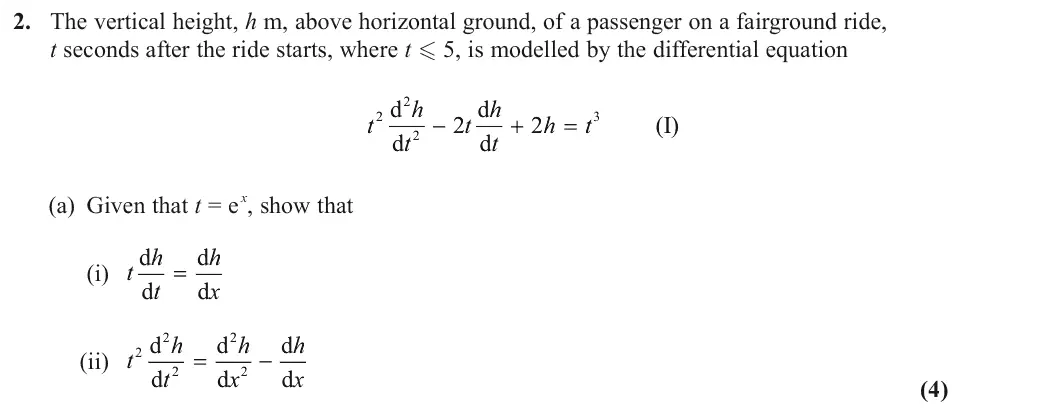 2. The vertical height, h m, above horizontal ground, of a passenger on a fairground ride,
t seconds after the ride starts, where t ⩽ 5, is modelled by the differential equation
t² d²h/dt² − 2t dh/dt + 2h = t³ (I)
(a) Given that t = eˣ, show that
(i) t dh/dt = dh/dx
(ii) t² d²h/dt² = d²h/dx² − dh/dx
(4)